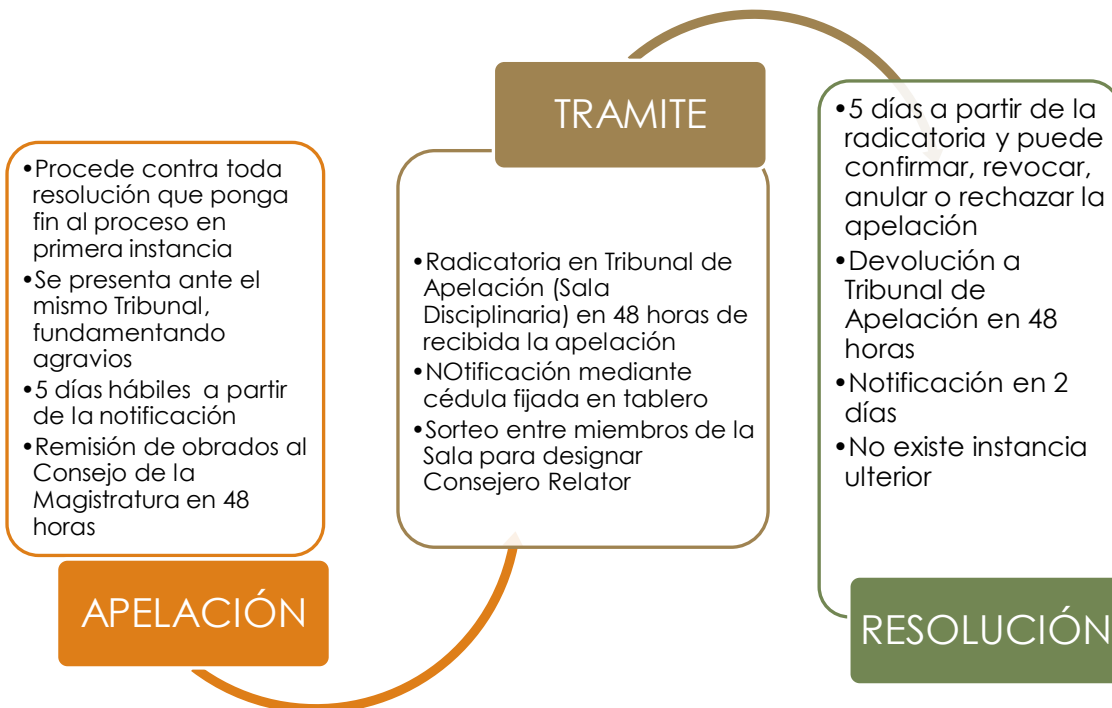 •Procede contra toda
resolución que ponga
fin al proceso en
primera instancia
•Se presenta ante el
mismo Tribunal,
fundamentando
agravios
•5 días hábiles a partir
de la notificación
•Remisión de obrados al
Consejo de la
Magistratura en 48
horas
APELACIÓN
TRAMITE
•Radicatoria en Tribunal de
Apelación (Sala
Disciplinaria) en 48 horas de
recibida la apelación
•NOtificación mediante
cédula fijada en tablero
•Sorteo entre miembros de la
Sala para designar
Consejero Relator
•5 días a partir de la
radicatoria y puede
confirmar, revocar,
anular o rechazar la
apelación
•Devolución a
Tribunal de
Apelación en 48
horas
•Notificación en 2
días
•No existe instancia
ulterior
RESOLUCIÓN